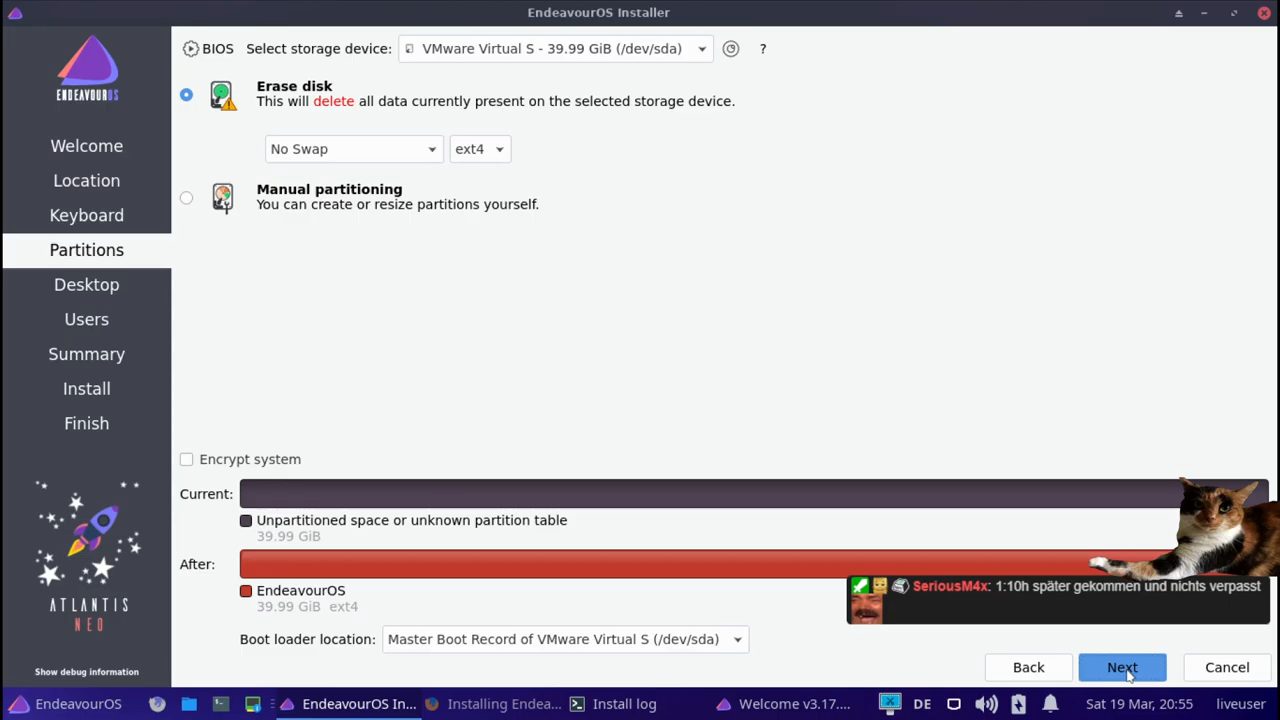 EndeavourOS Installer
BIOS Select storage device: VMware Virtual S - 39.99 GiB (/dev/sda) ?
ENDEAVOUROS
Erase disk
This will delete all data currently present on the selected storage device.
No Swap ext4
Manual partitioning
You can create or resize partitions yourself.
Welcome
Location
Keyboard
Partitions
Desktop
Users
Summary
Install
Finish
ATLANTIS
NEO
Show debug information
Encrypt system
Current:
Unpartitioned space or unknown partition table
39.99 GiB
After:
EndeavourOS
39.99 GiB ext4
SeriousM4x: 1:10h später gekommen und nichts verpasst
Boot loader location: Master Boot Record of VMware Virtual S (/dev/sda)
Back Next Cancel
EndeavourOS EndeavourOS In... Installing Endea... Install log Welcome v3.17.... DE Sat 19 Mar, 20:55 liveuser